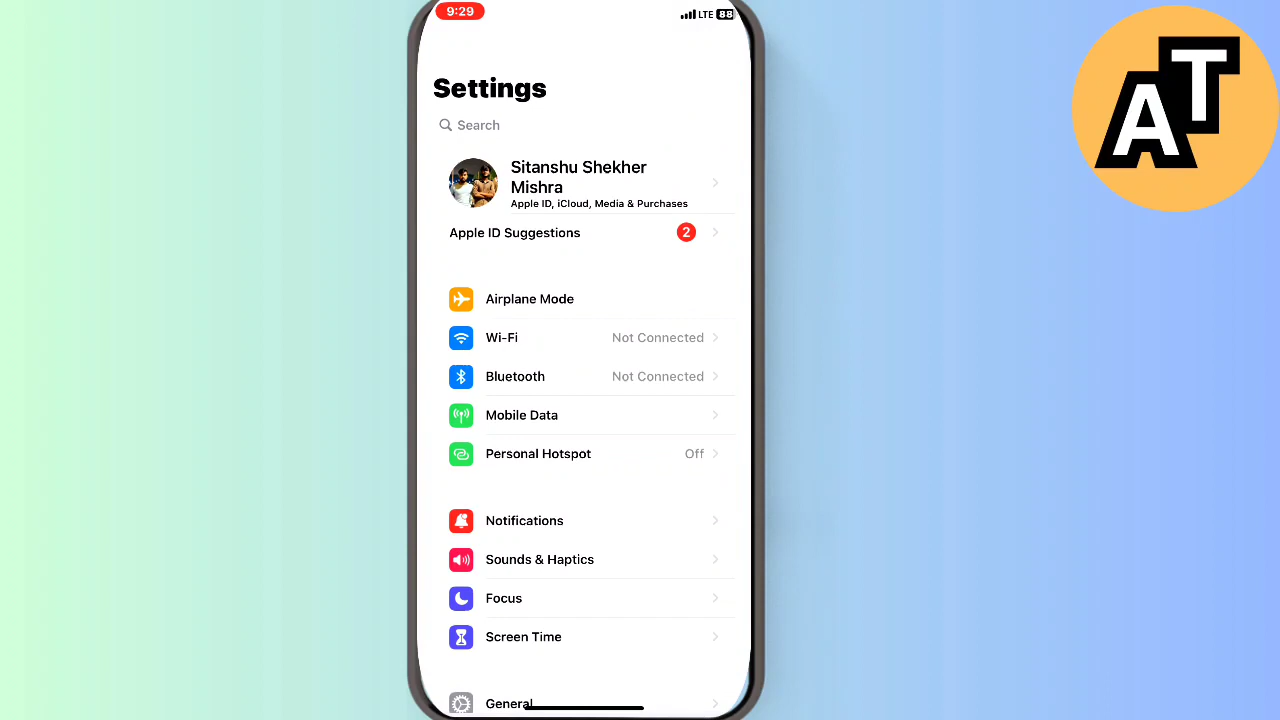 9:29
LTE 88
AT
Settings
Search
Sitanshu Shekher
Mishra
Apple ID, iCloud, Media & Purchases
Apple ID Suggestions 2
Airplane Mode
Wi-Fi Not Connected
Bluetooth Not Connected
Mobile Data
Personal Hotspot Off
Notifications
Sounds & Haptics
Focus
Screen Time
General